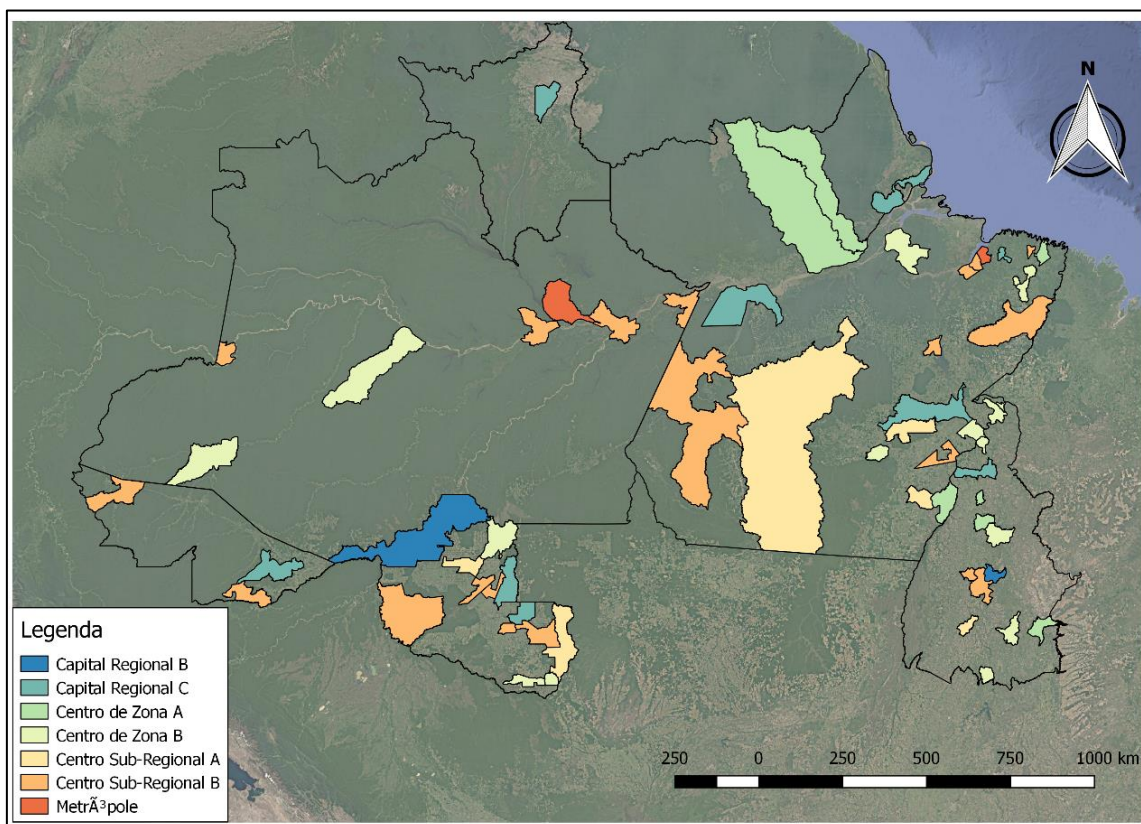 N
Legenda
Capital Regional B
Capital Regional C
Centro de Zona A
Centro de Zona B
Centro Sub-Regional A
Centro Sub-Regional B
MetrÃ³pole
250 0 250 500 750 1000 km